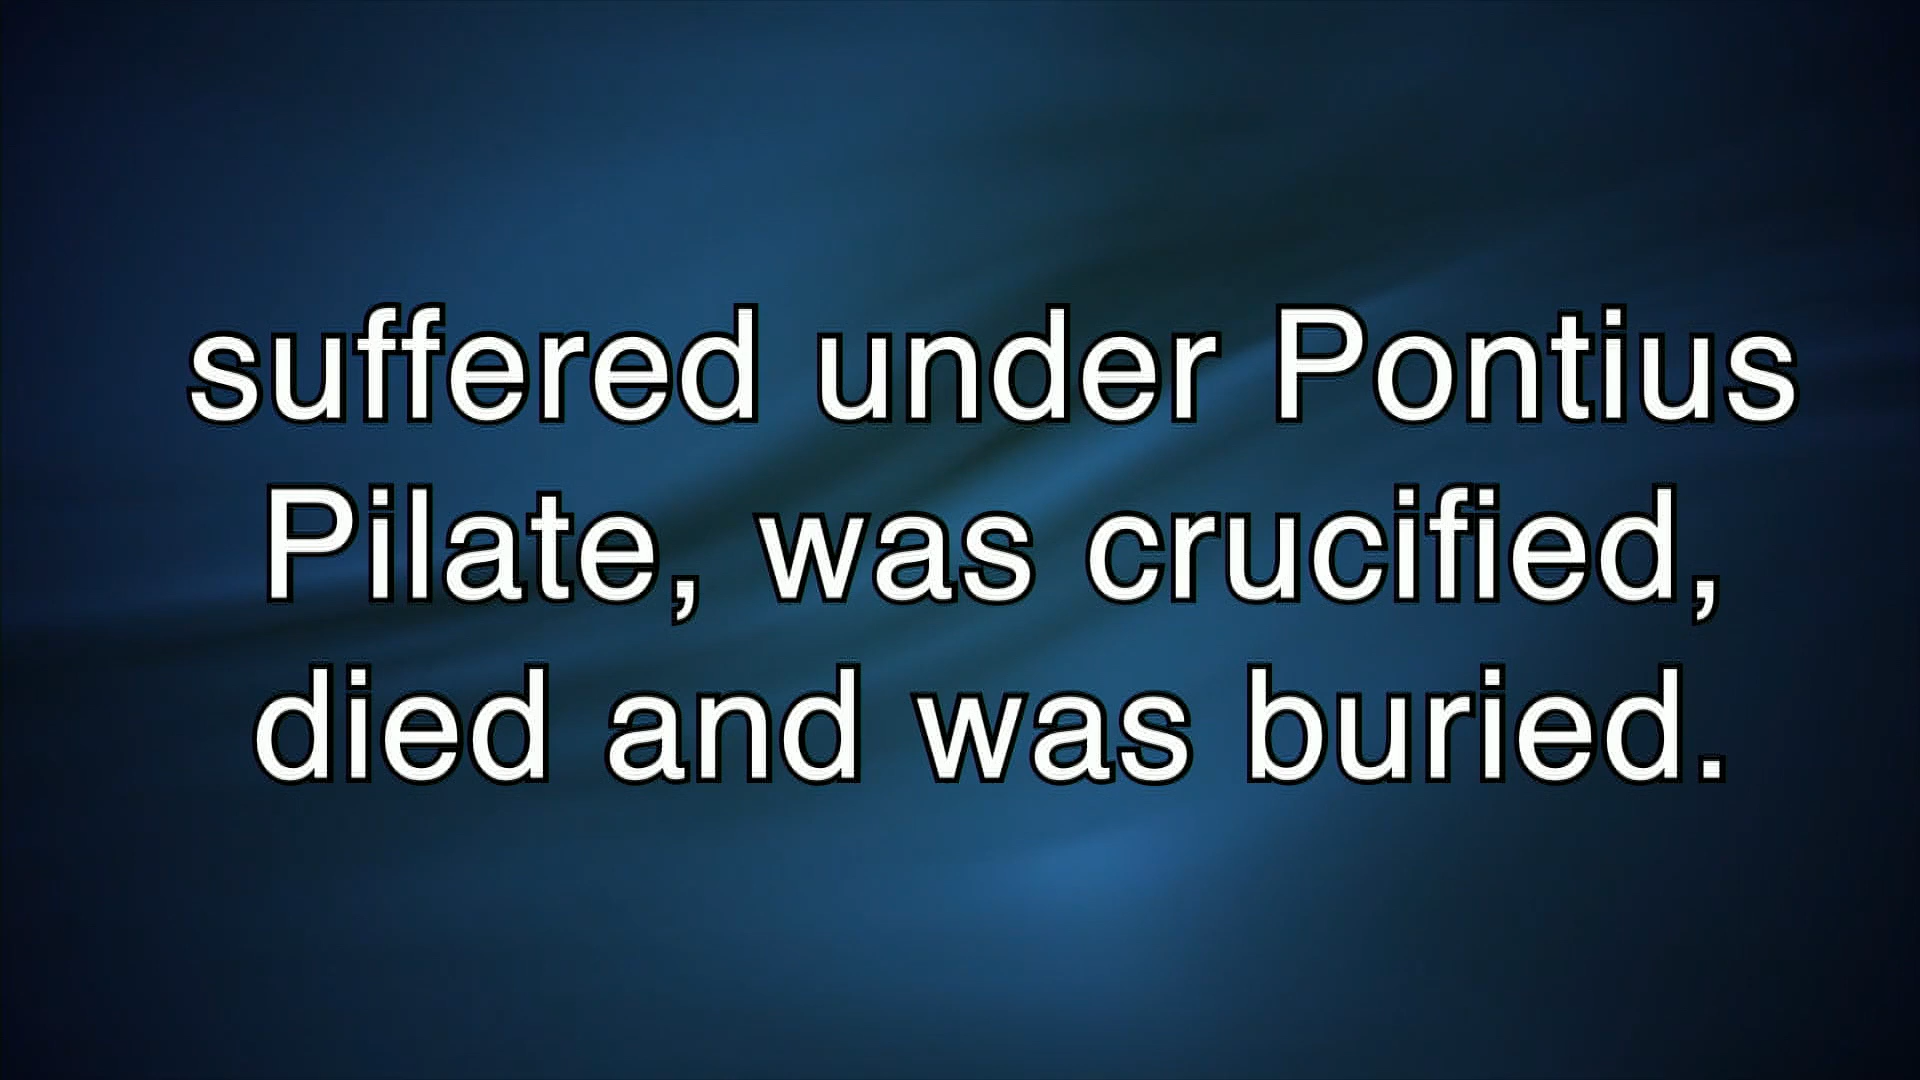 suffered under Pontius
Pilate, was crucified,
died and was buried.